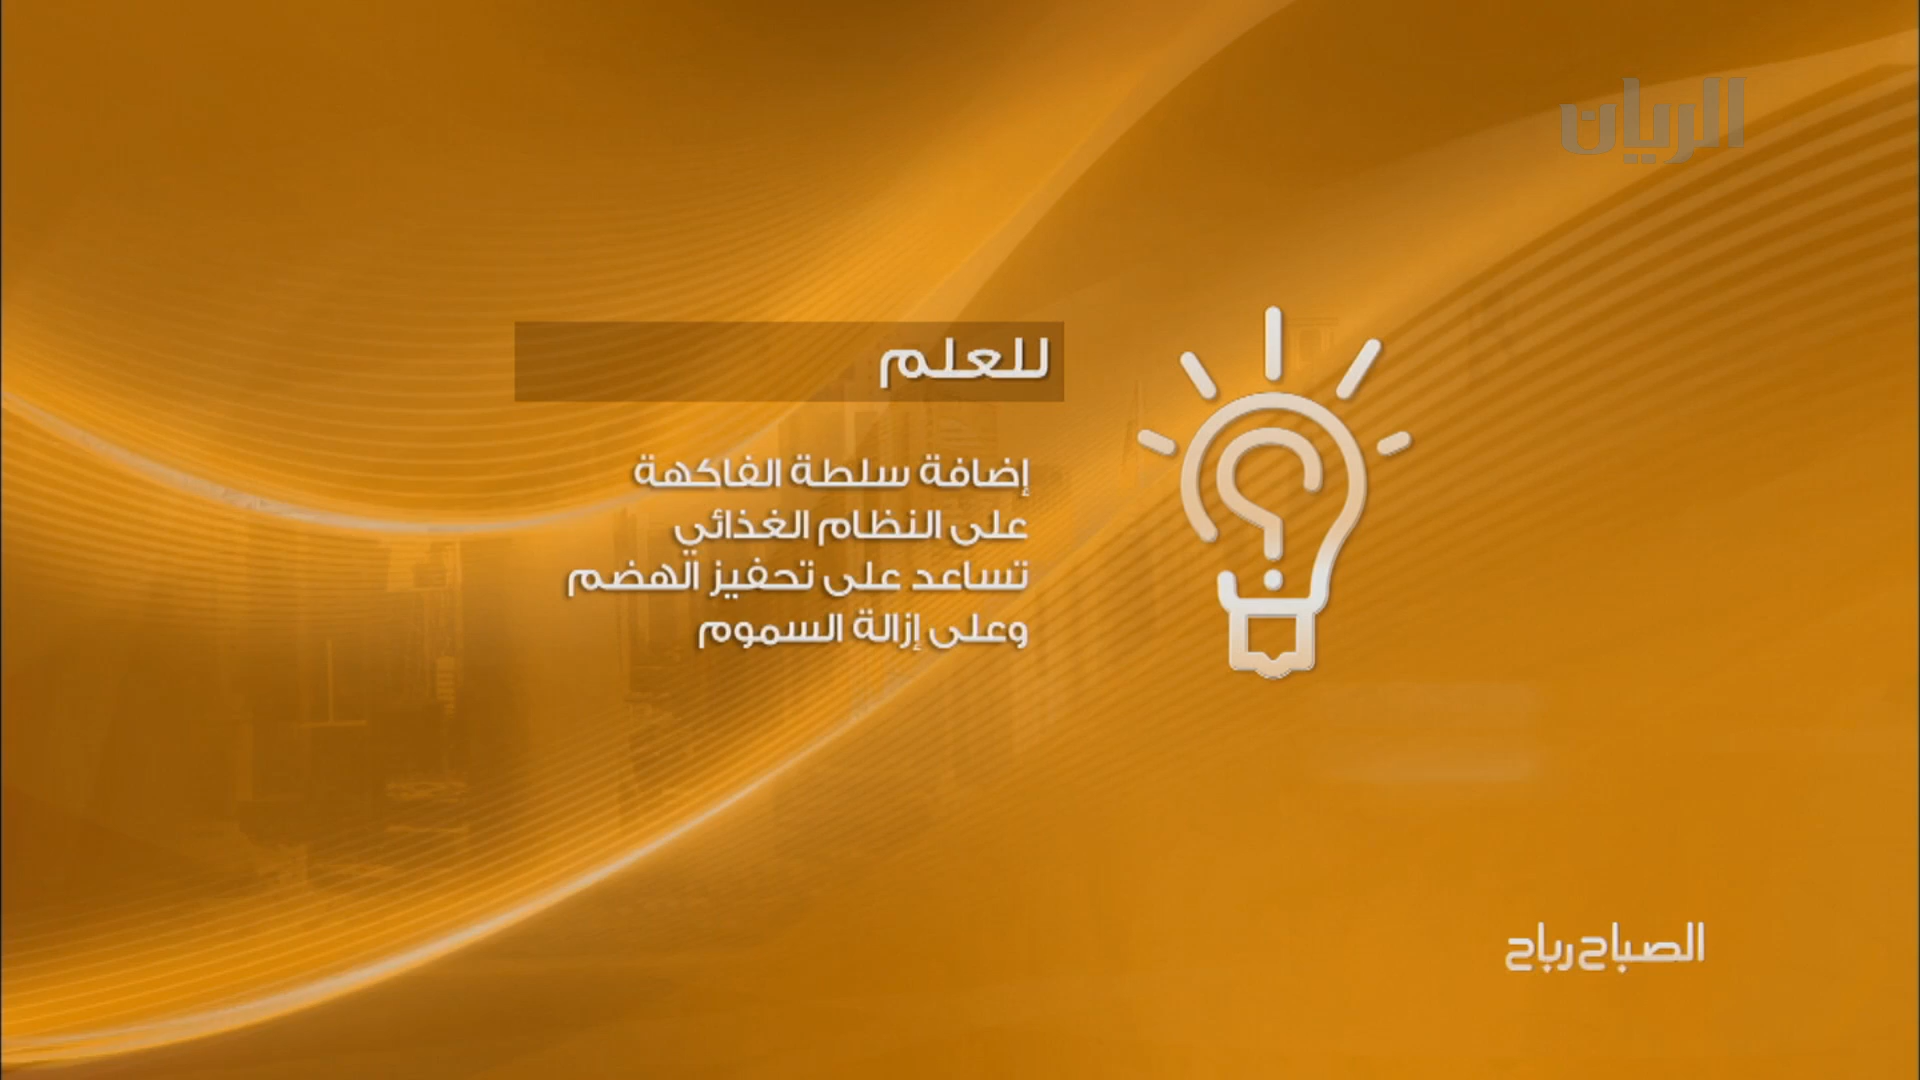 الريان
للعلم
إضافة سلطة الفاكهة
على النظام الغذائي
تساعد على تحفيز الهضم
وعلى إزالة السموم
الصباح رباح